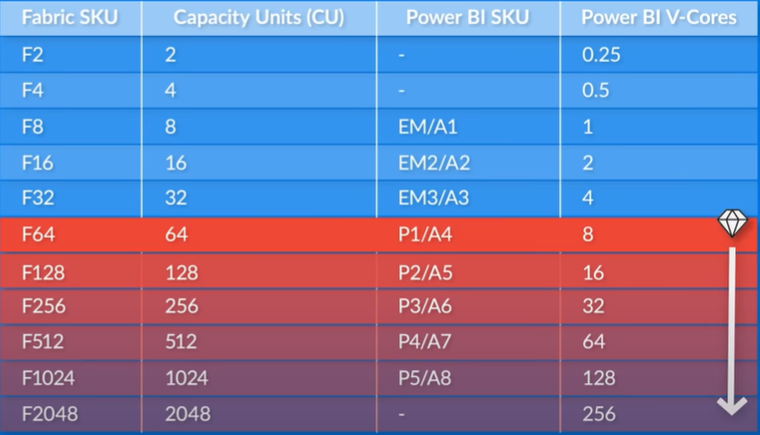 Fabric SKU Capacity Units (CU) Power BI SKU Power BI V-Cores
F2 2 - 0.25
F4 4 - 0.5
F8 8 EM/A1 1
F16 16 EM2/A2 2
F32 32 EM3/A3 4
F64 64 P1/A4 8
F128 128 P2/A5 16
F256 256 P3/A6 32
F512 512 P4/A7 64
F1024 1024 P5/A8 128
F2048 2048 - 256